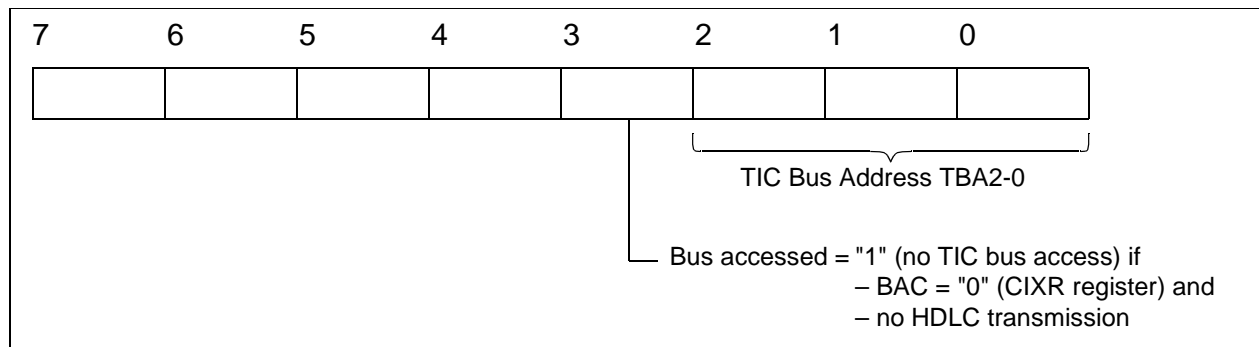 7 6 5 4 3 2 1 0
TIC Bus Address TBA2-0
Bus accessed = "1" (no TIC bus access) if
– BAC = "0" (CIXR register) and
– no HDLC transmission